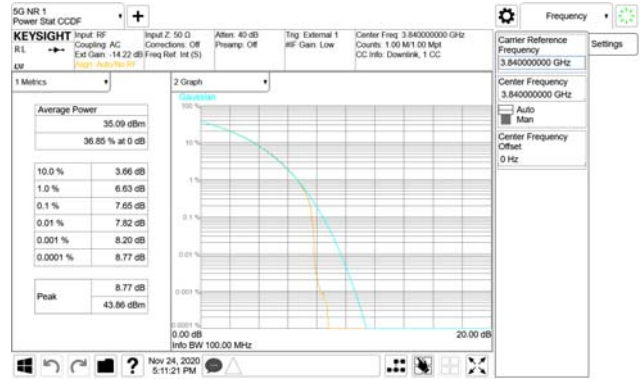 5G NR 1
Power Stat CCDF
Frequency
KEYSIGHT
Input: RF
Coupling: AC
Ext Gain: -14.22 dB
Align: Auto/No RF
Input Z: 50 Ω
Corrections: Off
Freq Ref: Int (S)
Atten: 40 dB
Preamp: Off
Trig: External 1
#IF Gain: Low
Center Freq: 3.840000000 GHz
Counts: 1.00 M/1.00 Mpt
CC Info: Downlink, 1 CC
RL
Carrier Reference
Frequency
3.840000000 GHz
Settings
Center Frequency
3.840000000 GHz
Auto
Man
Center Frequency
Offset
0 Hz
1 Metrics
Average Power
35.09 dBm
36.85 % at 0 dB
10.0 % 3.66 dB
1.0 % 6.63 dB
0.1 % 7.65 dB
0.01 % 7.82 dB
0.001 % 8.20 dB
0.0001 % 8.77 dB
Peak
8.77 dB
43.86 dBm
2 Graph
Gaussian
100 %
10 %
1 %
0.1 %
0.01 %
0.001 %
0.0001 %
0.00 dB
20.00 dB
Info BW 100.00 MHz
Nov 24, 2020
5:11:21 PM